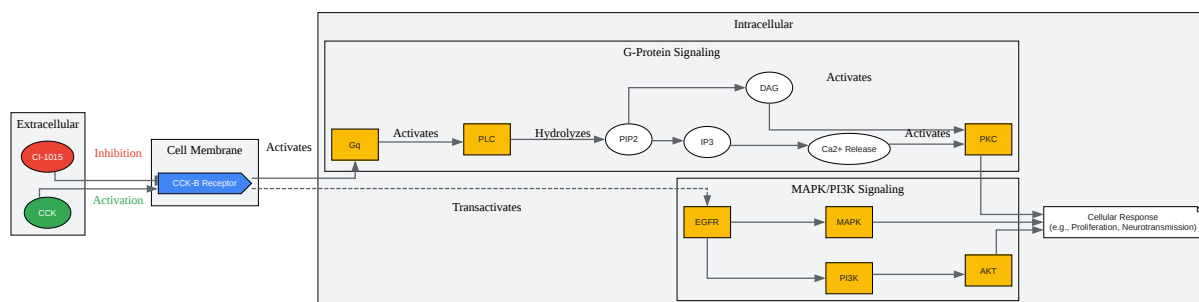 Intracellular
G-Protein Signaling
DAG
Activates
Extracellular
CI-1015
Inhibition
Cell Membrane
Activates
Gq
Activates
PLC
Hydrolyzes
PIP2
IP3
Ca2+ Release
Activates
PKC
CCK-B Receptor
CCK
Activation
Transactivates
MAPK/PI3K Signaling
EGFR
MAPK
Cellular Response
(e.g., Proliferation, Neurotransmission)
PI3K
AKT